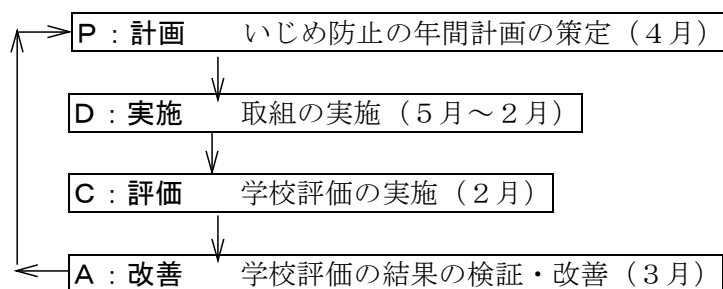 P：計画　いじめ防止の年間計画の策定（４月）
D：実施　取組の実施（５月～２月）
C：評価　学校評価の実施（２月）
A：改善　学校評価の結果の検証・改善（３月）